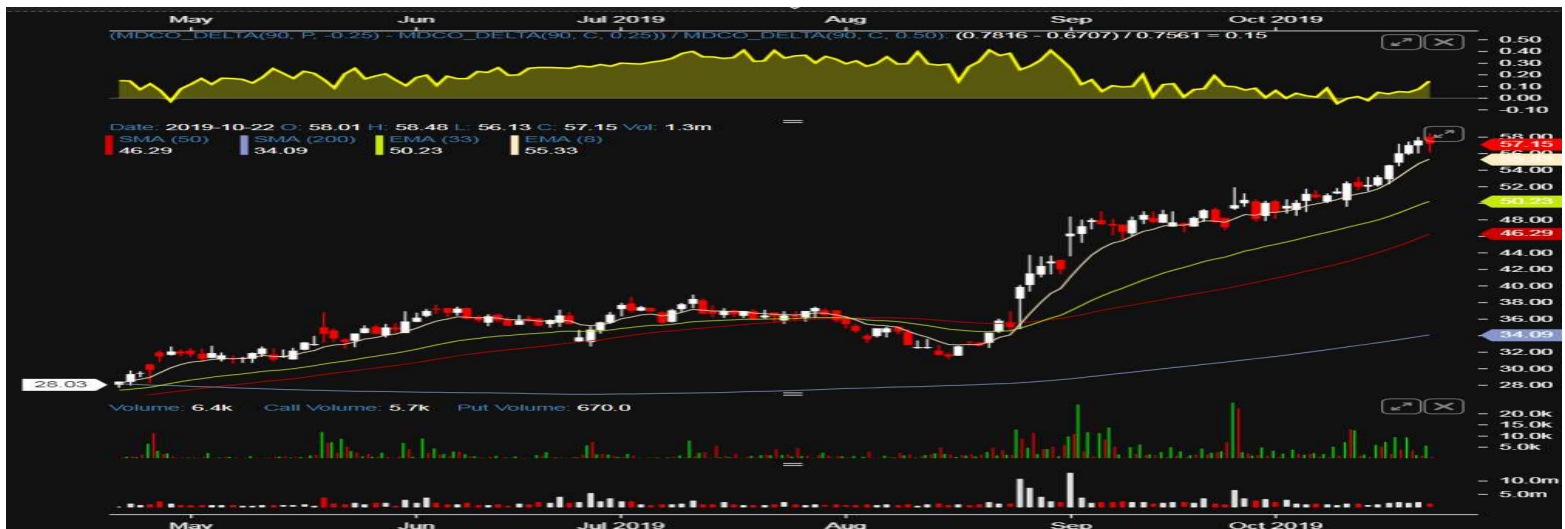 May Jun Jul 2019 Aug Sep Oct 2019
(MDCO_DELTA(90, P, -0.25) - MDCO_DELTA(90, C, 0.25)) / MDCO_DELTA(90, C, 0.50): (0.7816 - 0.6707) / 0.7561 = 0.15
0.50
0.40
0.30
0.20
0.10
0.00
-0.10
Date: 2019-10-22 O: 58.01 H: 58.48 L: 56.13 C: 57.15 Vol: 1.3m
SMA (50) SMA (200) EMA (33) EMA (8)
46.29 34.09 50.23 55.33
58.00
57.15
56.00
54.00
52.00
50.23
48.00
46.29
44.00
42.00
40.00
38.00
36.00
34.09
32.00
30.00
28.00
28.03
Volume: 6.4k Call Volume: 5.7k Put Volume: 670.0
20.0k
15.0k
10.0k
5.0k
10.0m
5.0m
May Jun Jul 2019 Aug Sep Oct 2019